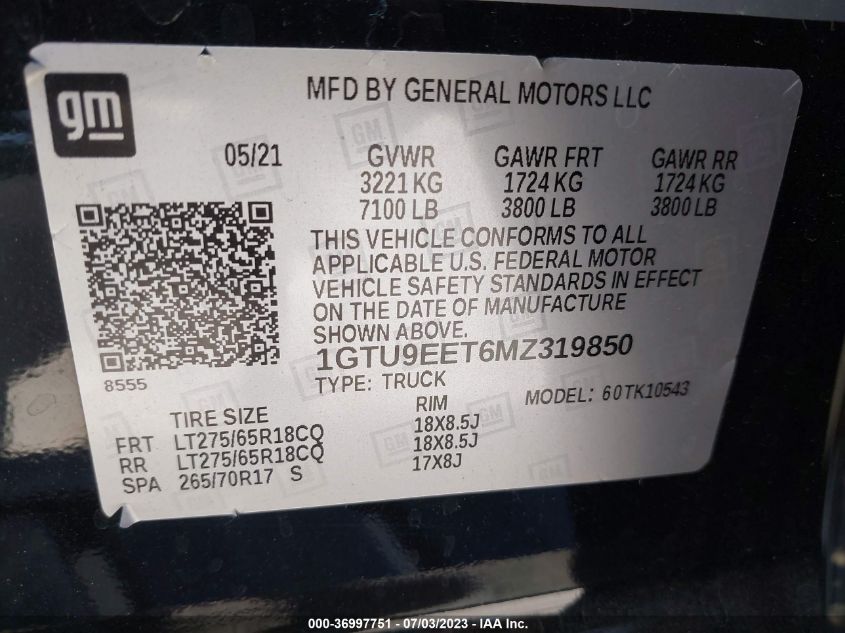 gm
MFD BY GENERAL MOTORS LLC
05/21 GVWR GAWR FRT GAWR RR
3221 KG 1724 KG 1724 KG
7100 LB 3800 LB 3800 LB
THIS VEHICLE CONFORMS TO ALL
APPLICABLE U.S. FEDERAL MOTOR
VEHICLE SAFETY STANDARDS IN EFFECT
ON THE DATE OF MANUFACTURE
SHOWN ABOVE.
1GTU9EET6MZ319850
8555
TYPE: TRUCK MODEL: 60TK10543
TIRE SIZE RIM
FRT LT275/65R18CQ 18X8.5J
RR LT275/65R18CQ 18X8.5J
SPA 265/70R17 S 17X8J
000-36997751 - 07/03/2023 - IAA Inc.